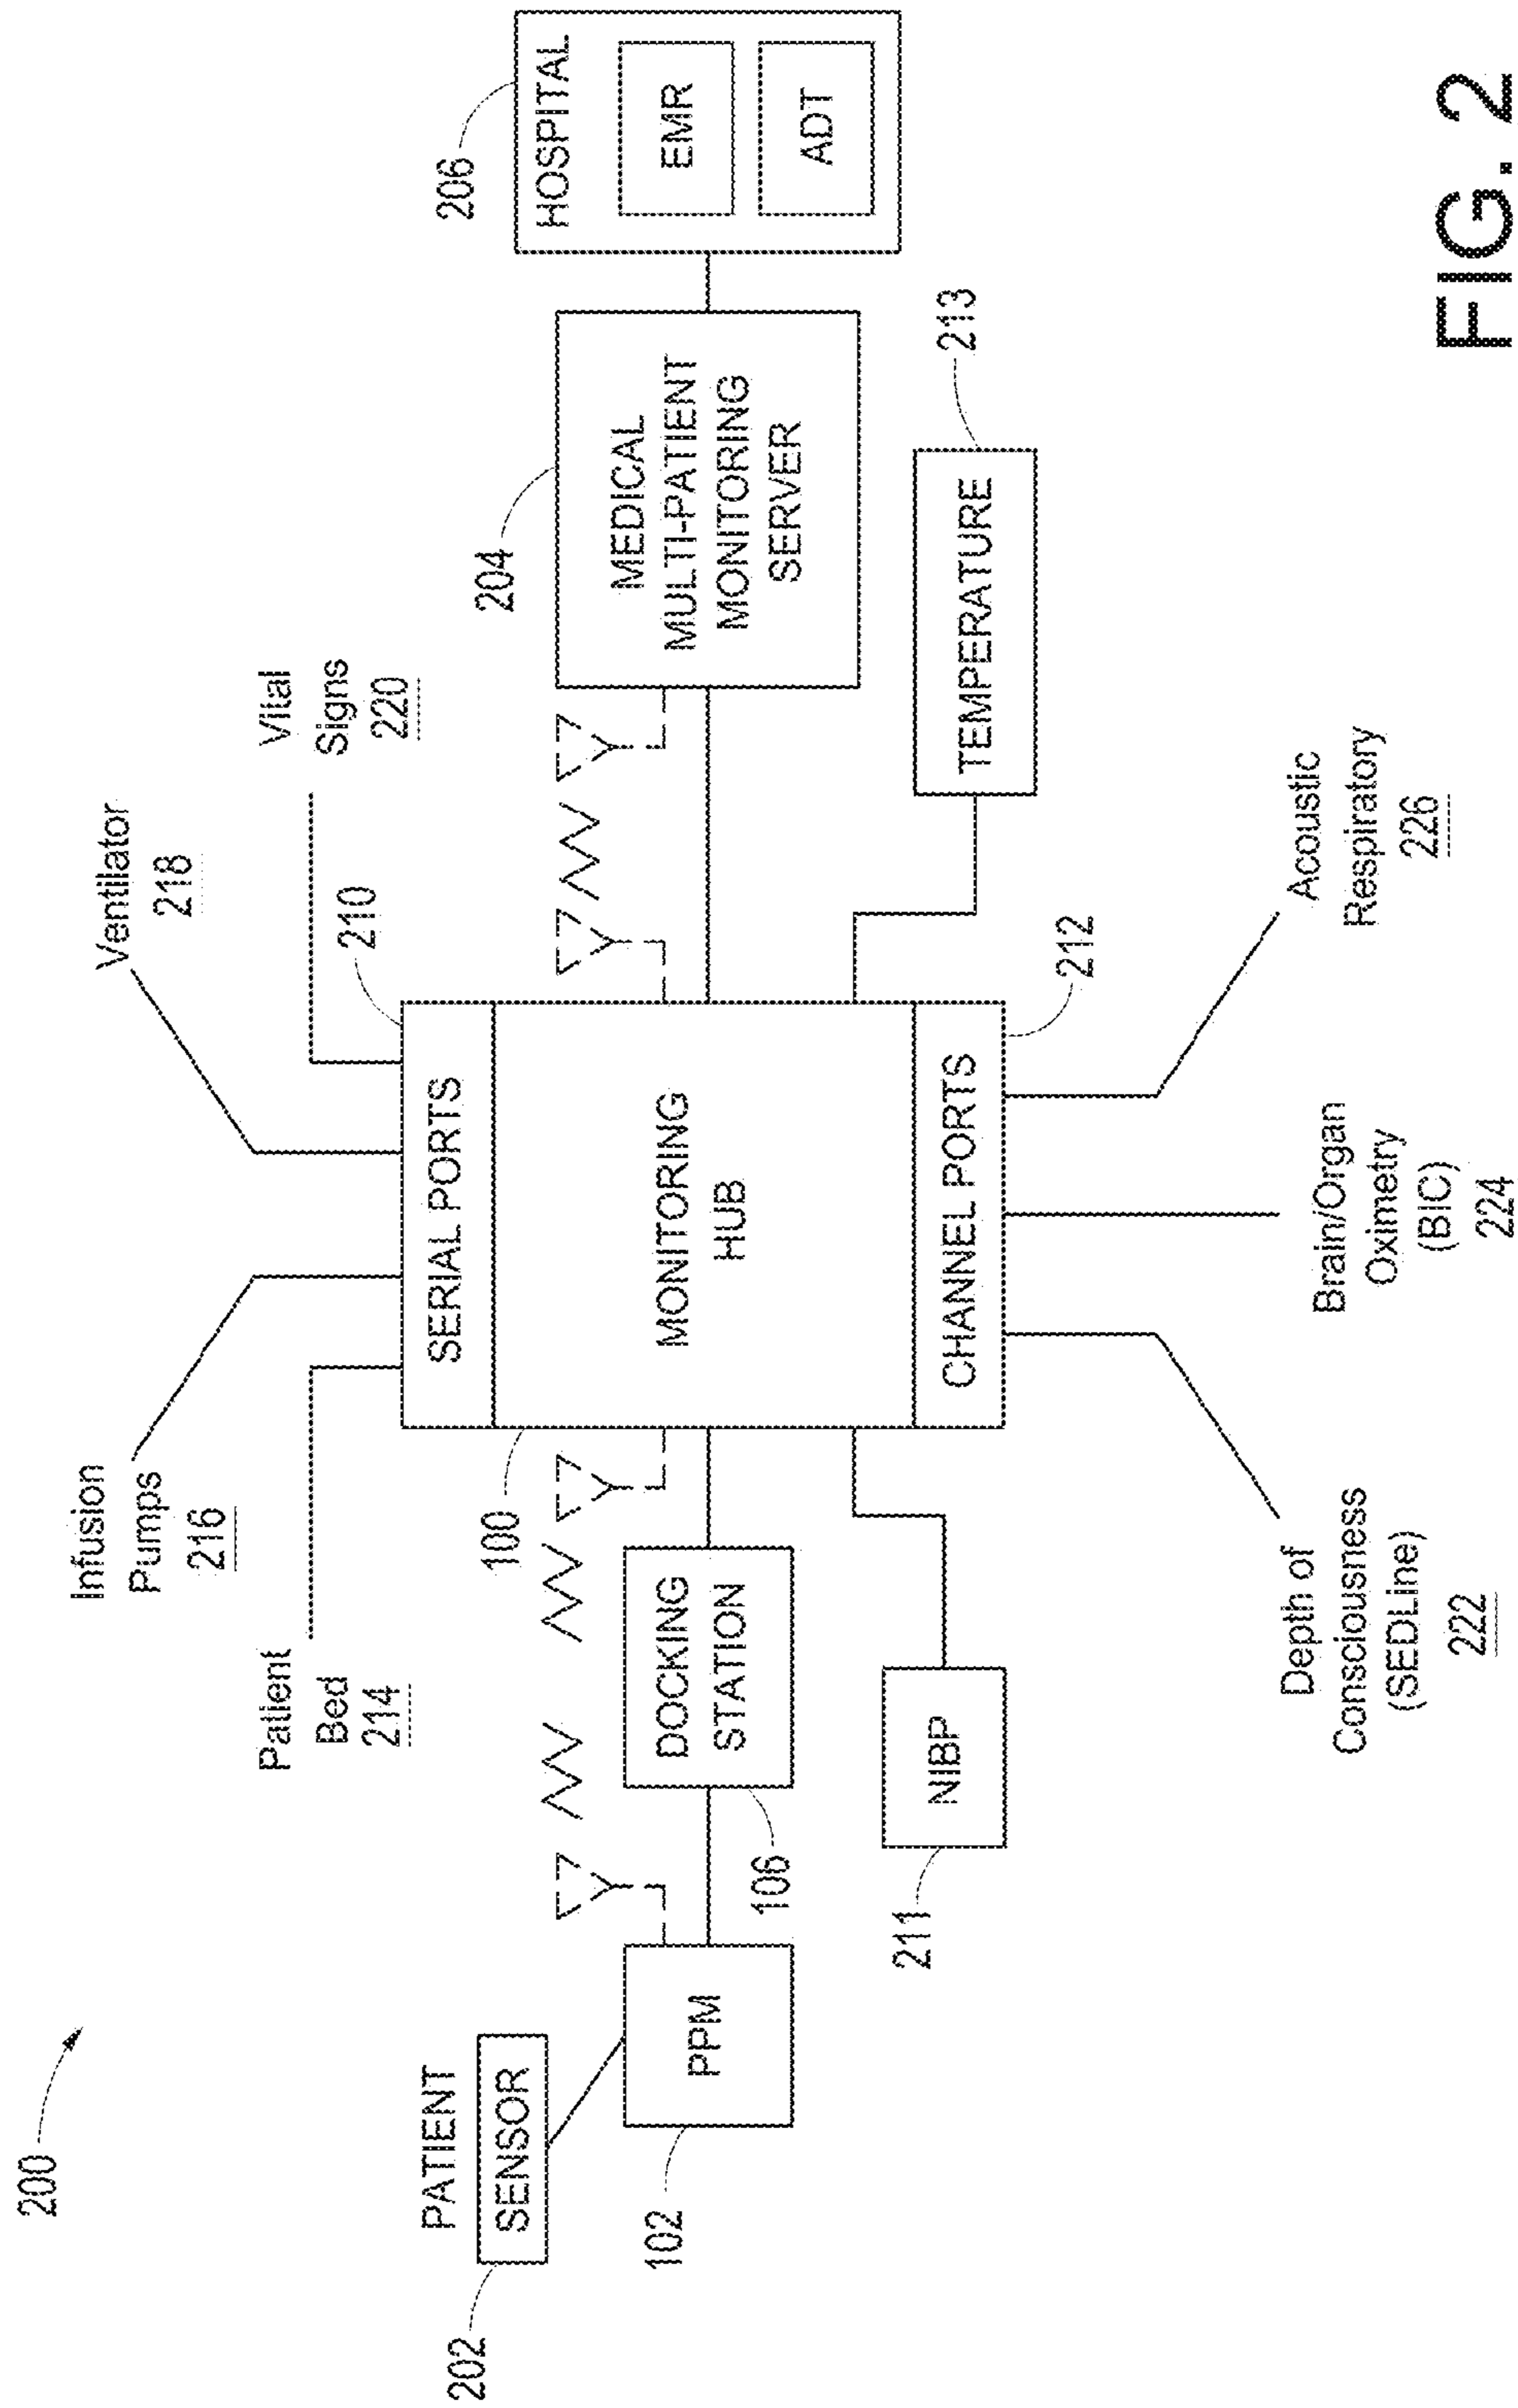 200
Infusion
Pumps
216
Ventilator
218
Patient
Bed
214
Vital
Signs
220
210
SERIAL PORTS
PATIENT
SENSOR
202
PPM
102
DOCKING
STATION
106
100
MONITORING
HUB
204
MEDICAL
MULTI-PATIENT
MONITORING
SERVER
206
HOSPITAL
EMR
ADT
NIBP
211
CHANNEL PORTS
212
TEMPERATURE
213
Depth of
Consciousness
(SEDLine)
222
Brain/Organ
Oximetry
(BIC)
224
Acoustic
Respiratory
226
FIG. 2